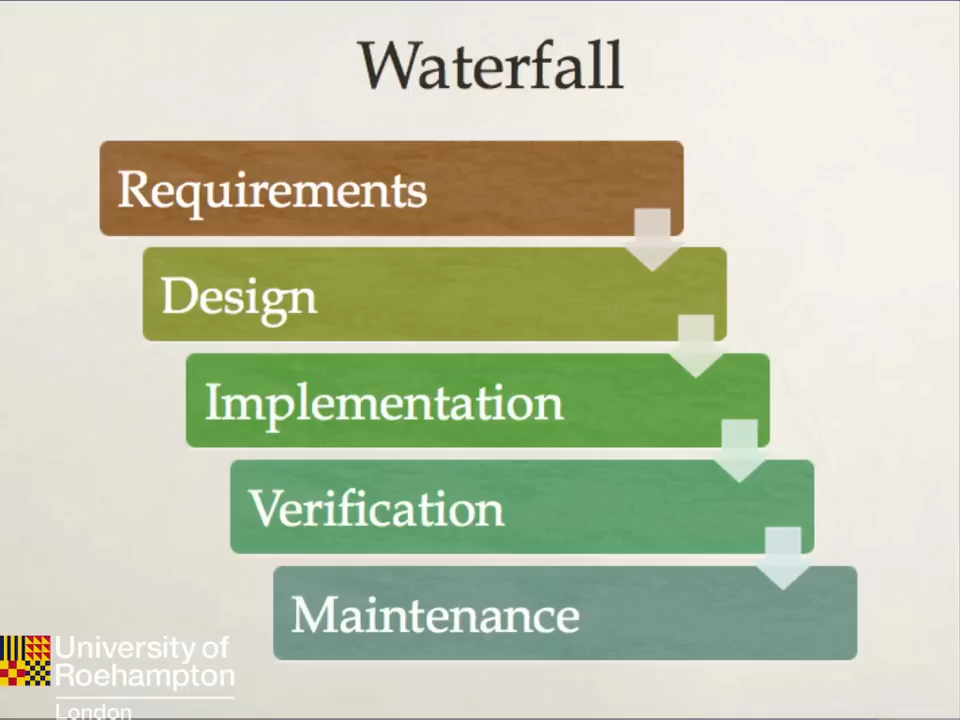 Waterfall
Requirements
Design
Implementation
Verification
Maintenance
University of
Roehampton
London